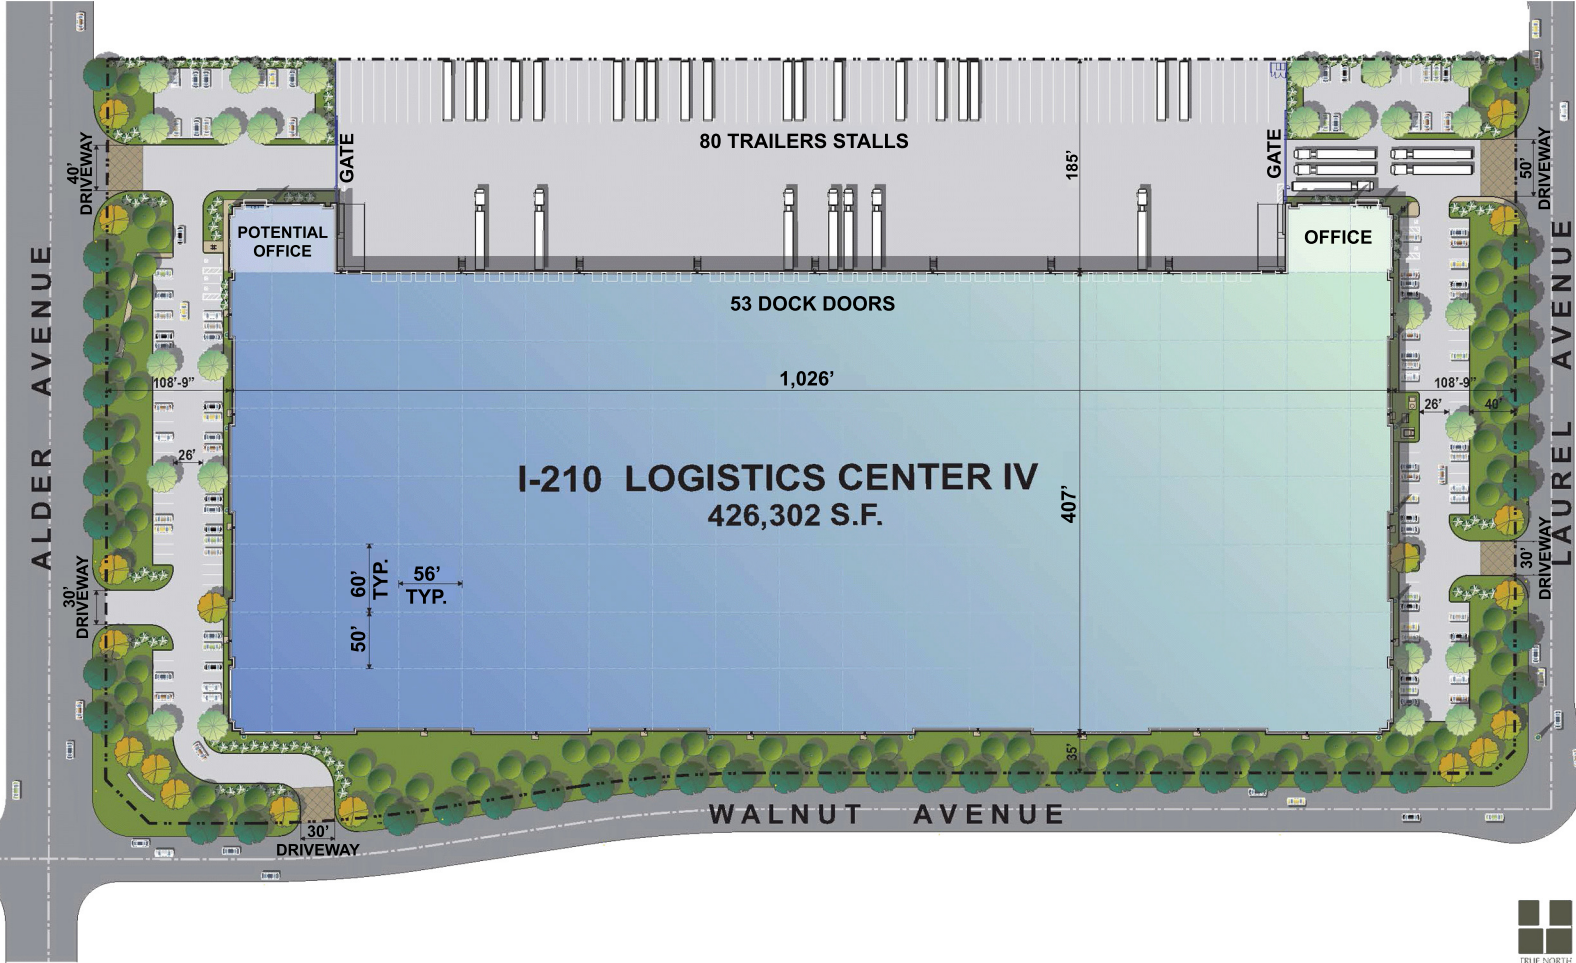 80 TRAILERS STALLS
GATE
GATE
185'
40'
DRIVEWAY
50'
DRIVEWAY
POTENTIAL
OFFICE
OFFICE
53 DOCK DOORS
1,026'
108'-9"
108'-9"
26'
40'
26'
ALDER AVENUE
LAUREL AVENUE
I-210 LOGISTICS CENTER IV
426,302 S.F.
407'
60'
TYP.
56'
TYP.
50'
30'
DRIVEWAY
30'
DRIVEWAY
35'
WALNUT AVENUE
30'
DRIVEWAY
TRUE NORTH